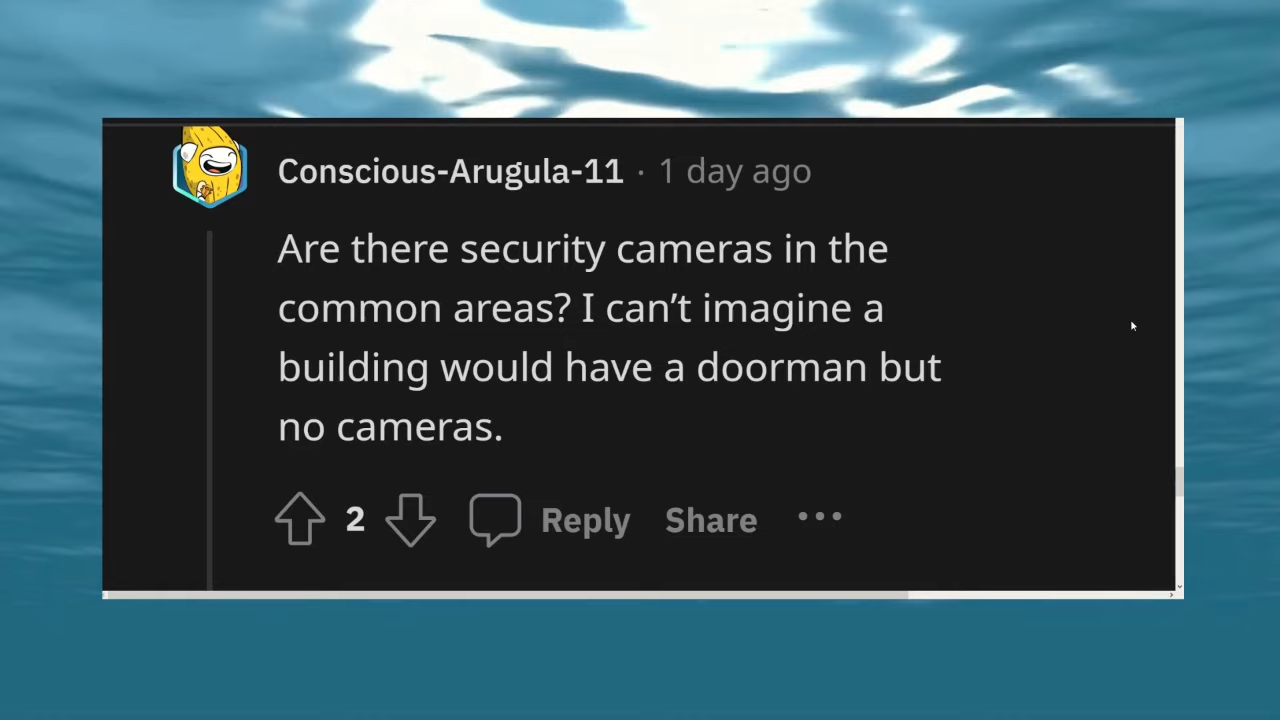 Conscious-Arugula-11 · 1 day ago
Are there security cameras in the
common areas? I can’t imagine a
building would have a doorman but
no cameras.
2 Reply Share •••